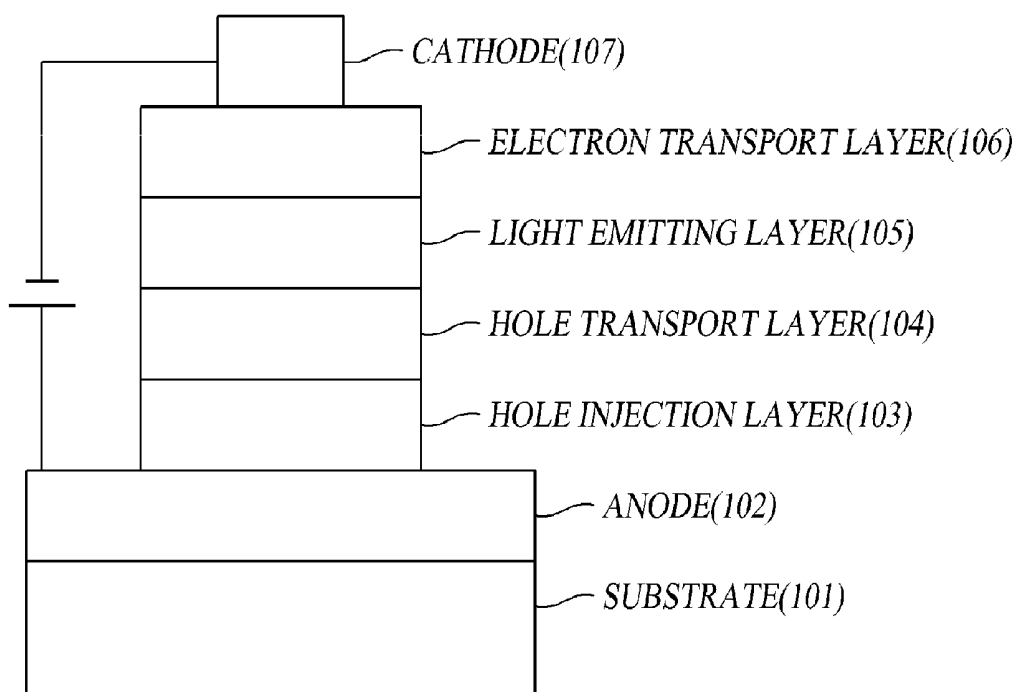 CATHODE(107)
ELECTRON TRANSPORT LAYER(106)
LIGHT EMITTING LAYER(105)
HOLE TRANSPORT LAYER(104)
HOLE INJECTION LAYER(103)
ANODE(102)
SUBSTRATE(101)